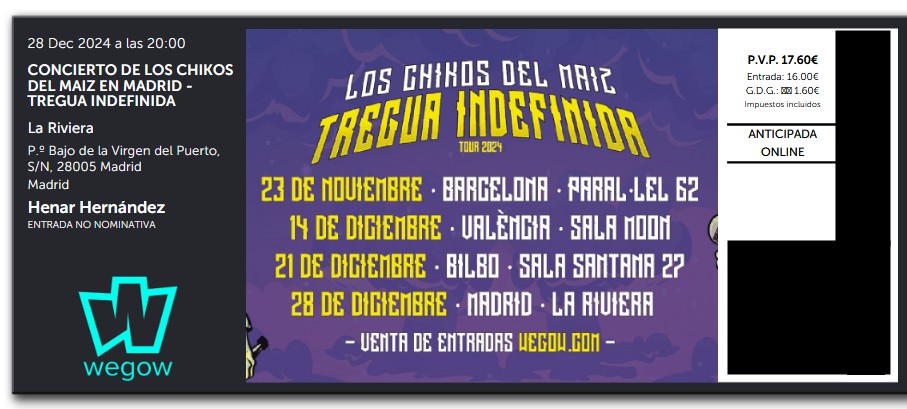 28 Dec 2024 a las 20:00
CONCIERTO DE LOS CHIKOS
DEL MAIZ EN MADRID -
TREGUA INDEFINIDA
La Riviera
P.º Bajo de la Virgen del Puerto,
S/N, 28005 Madrid
Madrid
Henar Hernández
ENTRADA NO NOMINATIVA
wegow
LOS CHIKOS DEL MAIZ
TREGUA INDEFINIDA
TOUR 2024
23 DE NOVIEMBRE · BARCELONA · PARAL·LEL 62
14 DE DICIEMBRE · VALÈNCIA · SALA MOON
21 DE DICIEMBRE · BILBO · SALA SANTANA 27
28 DE DICIEMBRE · MADRID · LA RIVIERA
– VENTA DE ENTRADAS WEGOW.COM –
P.V.P. 17.60€
Entrada: 16.00€
G.D.G.: 1.60€
Impuestos incluidos
ANTICIPADA
ONLINE